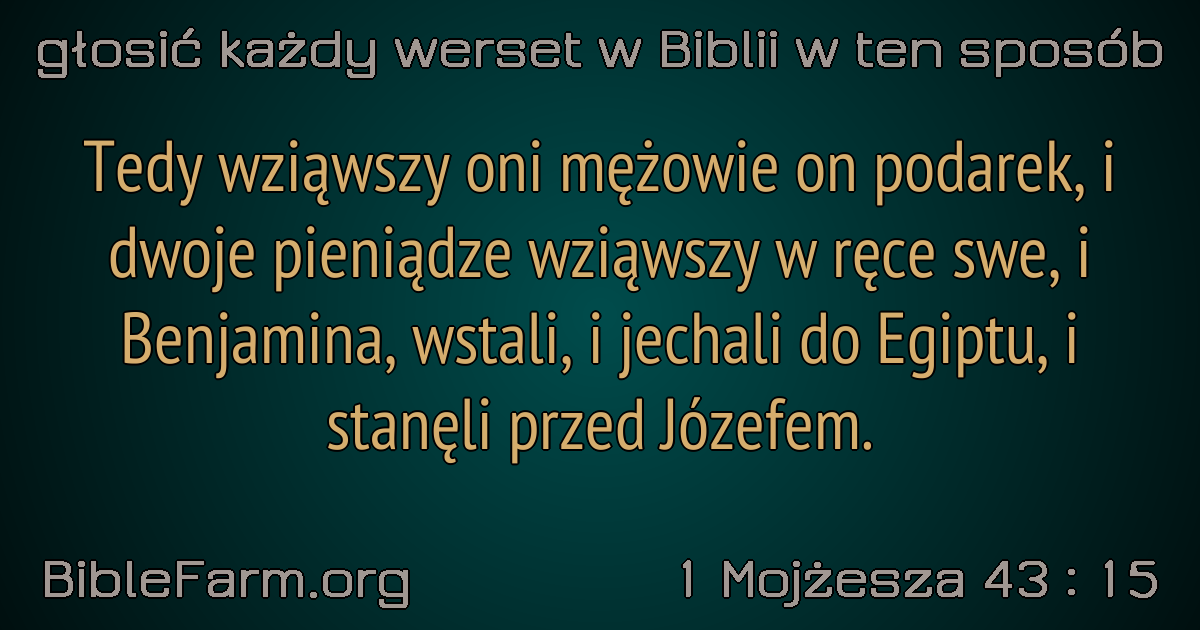 głosić każdy werset w Biblii w ten sposób
Tedy wziąwszy oni mężowie on podarek, i
dwoje pieniądze wziąwszy w ręce swe, i
Benjamina, wstali, i jechali do Egiptu, i
stanęli przed Józefem.
BibleFarm.org
1 Mojżesza 43 : 15